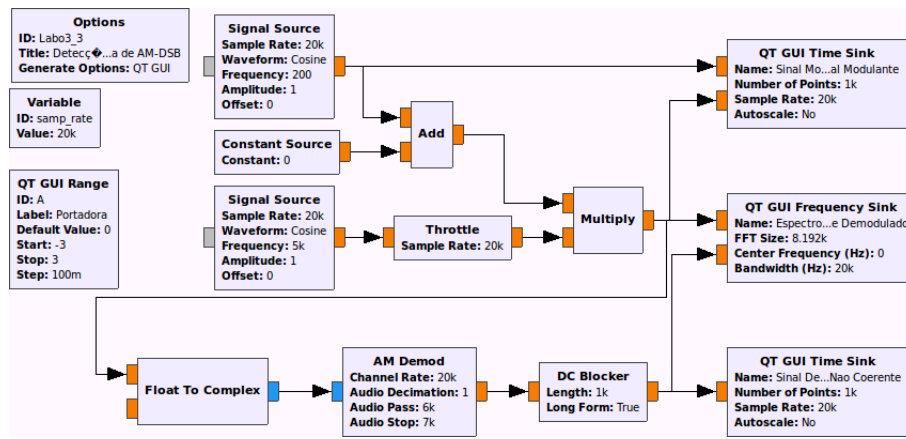 Options
ID: Labo3_3
Title: Detecç�...a de AM-DSB
Generate Options: QT GUI
Variable
ID: samp_rate
Value: 20k
QT GUI Range
ID: A
Label: Portadora
Default Value: 0
Start: -3
Stop: 3
Step: 100m
Signal Source
Sample Rate: 20k
Waveform: Cosine
Frequency: 200
Amplitude: 1
Offset: 0
Constant Source
Constant: 0
Signal Source
Sample Rate: 20k
Waveform: Cosine
Frequency: 5k
Amplitude: 1
Offset: 0
Add
Throttle
Sample Rate: 20k
Multiply
QT GUI Time Sink
Name: Sinal Mo...al Modulante
Number of Points: 1k
Sample Rate: 20k
Autoscale: No
QT GUI Frequency Sink
Name: Espectro...e Demodulado
FFT Size: 8.192k
Center Frequency (Hz): 0
Bandwidth (Hz): 20k
Float To Complex
AM Demod
Channel Rate: 20k
Audio Decimation: 1
Audio Pass: 6k
Audio Stop: 7k
DC Blocker
Length: 1k
Long Form: True
QT GUI Time Sink
Name: Sinal De...Nao Coerente
Number of Points: 1k
Sample Rate: 20k
Autoscale: No